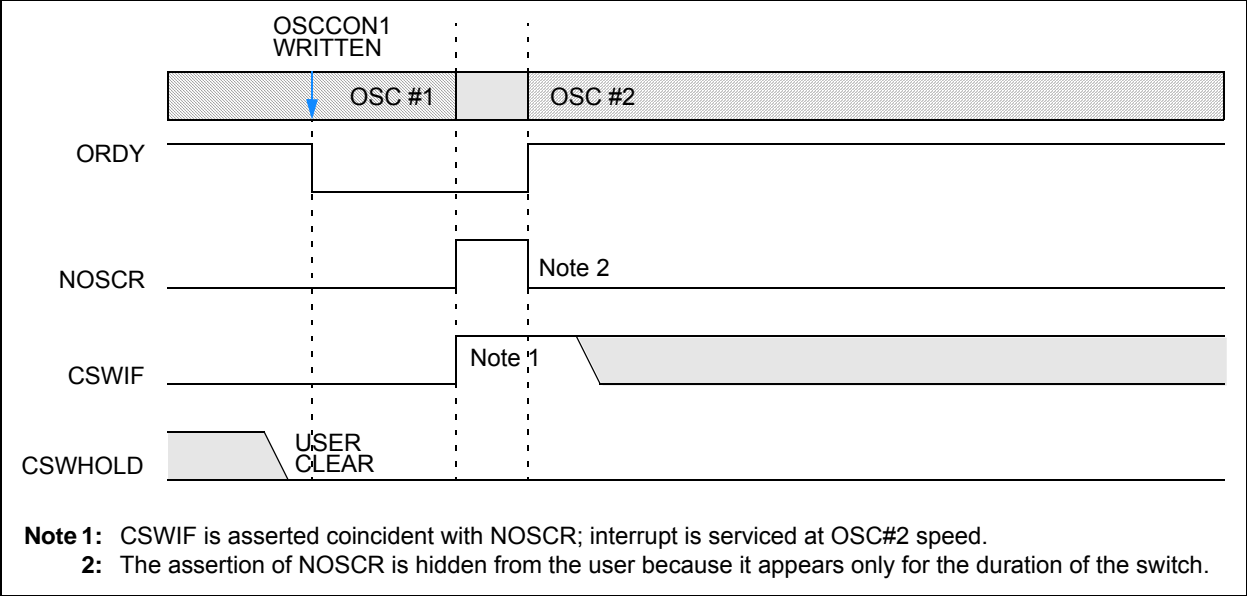 OSCCON1
WRITTEN
OSC #1
OSC #2
ORDY
NOSCR
Note 2
CSWIF
Note 1
CSWHOLD
USER
CLEAR
Note 1: CSWIF is asserted coincident with NOSCR; interrupt is serviced at OSC#2 speed.
2: The assertion of NOSCR is hidden from the user because it appears only for the duration of the switch.